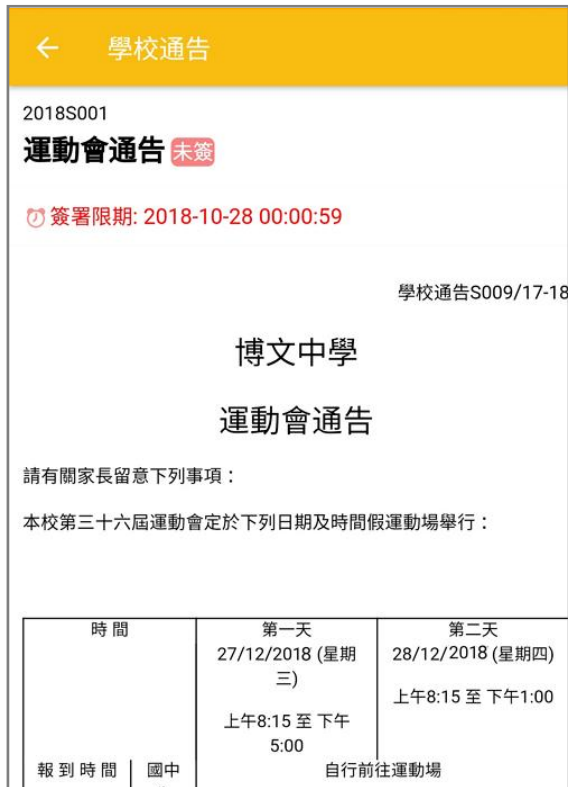 學校通告
2018S001
運動會通告 未簽
簽署限期: 2018-10-28 00:00:59
學校通告S009/17-18
博文中學
運動會通告
請有關家長留意下列事項：
本校第三十六屆運動會定於下列日期及時間假運動場舉行：
時 間
第一天
27/12/2018 (星期
三)
上午8:15 至 下午
5:00
第二天
28/12/2018 (星期四)
上午8:15 至 下午1:00
報 到 時 間
國中
自行前往運動場